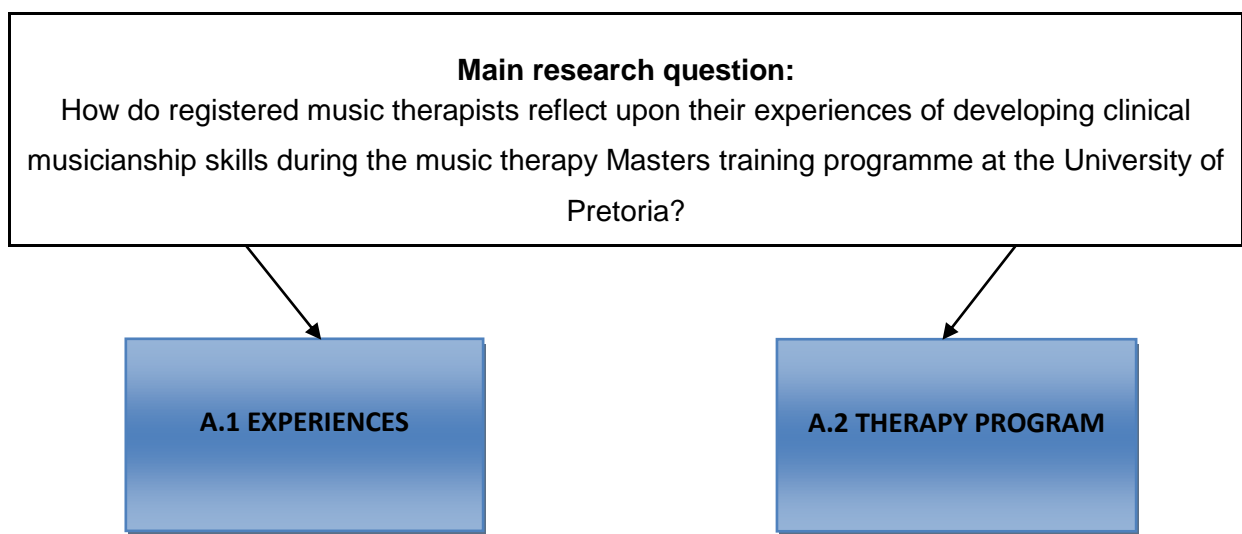 Main research question:
How do registered music therapists reflect upon their experiences of developing clinical
musicianship skills during the music therapy Masters training programme at the University of
Pretoria?
A.1 EXPERIENCES
A.2 THERAPY PROGRAM